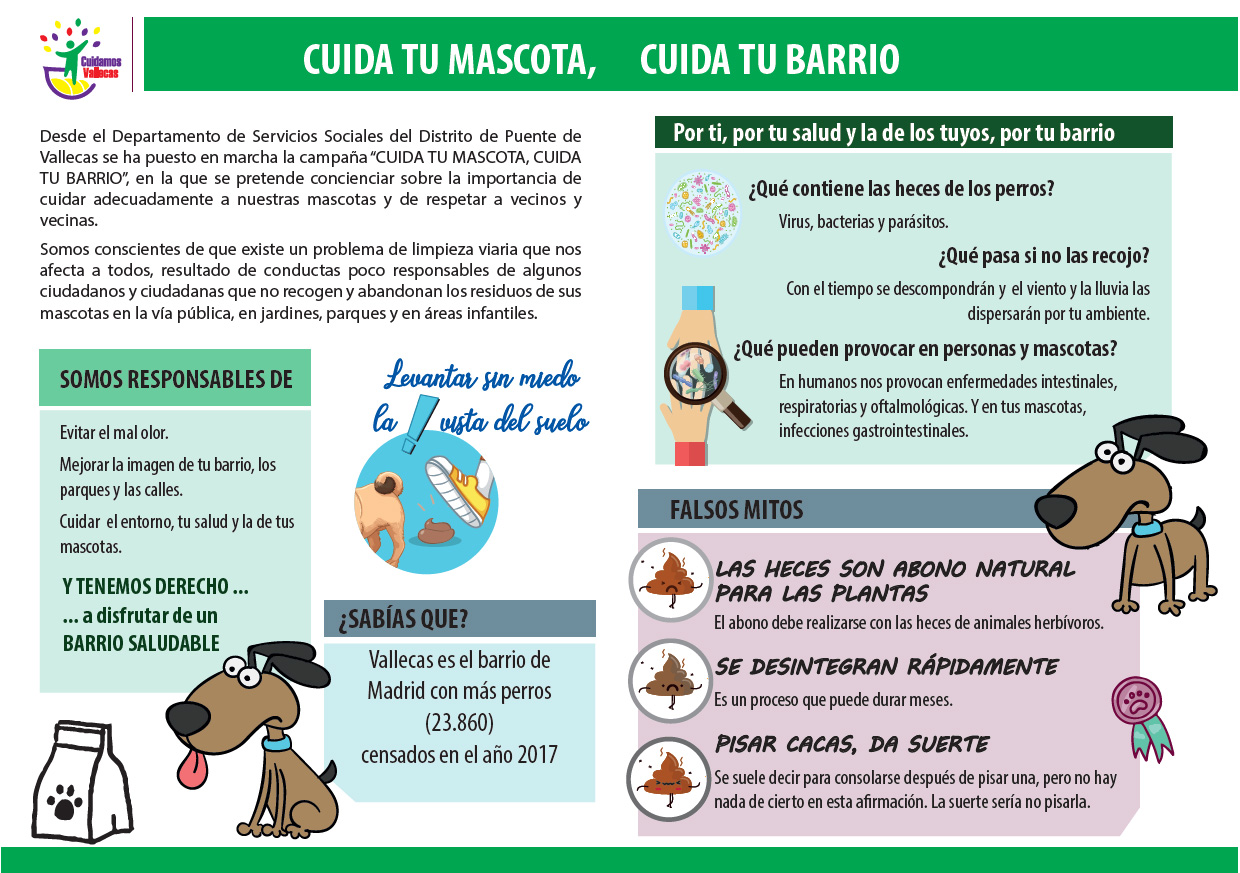 Cuidamos
Vallecas
CUIDA TU MASCOTA, CUIDA TU BARRIO
Desde el Departamento de Servicios Sociales del Distrito de Puente de
Vallecas se ha puesto en marcha la campaña “CUIDA TU MASCOTA, CUIDA
TU BARRIO”, en la que se pretende concienciar sobre la importancia de
cuidar adecuadamente a nuestras mascotas y de respetar a vecinos y
vecinas.
Somos conscientes de que existe un problema de limpieza viaria que nos
afecta a todos, resultado de conductas poco responsables de algunos
ciudadanos y ciudadanas que no recogen y abandonan los residuos de sus
mascotas en la vía pública, en jardines, parques y en áreas infantiles.
SOMOS RESPONSABLES DE
Evitar el mal olor.
Mejorar la imagen de tu barrio, los
parques y las calles.
Cuidar el entorno, tu salud y la de tus
mascotas.
Y TENEMOS DERECHO ...
... a disfrutar de un
BARRIO SALUDABLE
Levantar sin miedo
la vista del suelo
¿SABÍAS QUE?
Vallecas es el barrio de
Madrid con más perros
(23.860)
censados en el año 2017
Por ti, por tu salud y la de los tuyos, por tu barrio
¿Qué contiene las heces de los perros?
Virus, bacterias y parásitos.
¿Qué pasa si no las recojo?
Con el tiempo se descompondrán y el viento y la lluvia las
dispersarán por tu ambiente.
¿Qué pueden provocar en personas y mascotas?
En humanos nos provocan enfermedades intestinales,
respiratorias y oftalmológicas. Y en tus mascotas,
infecciones gastrointestinales.
FALSOS MITOS
LAS HECES SON ABONO NATURAL
PARA LAS PLANTAS
El abono debe realizarse con las heces de animales herbívoros.
SE DESINTEGRAN RÁPIDAMENTE
Es un proceso que puede durar meses.
PISAR CACAS, DA SUERTE
Se suele decir para consolarse después de pisar una, pero no hay
nada de cierto en esta afirmación. La suerte sería no pisarla.